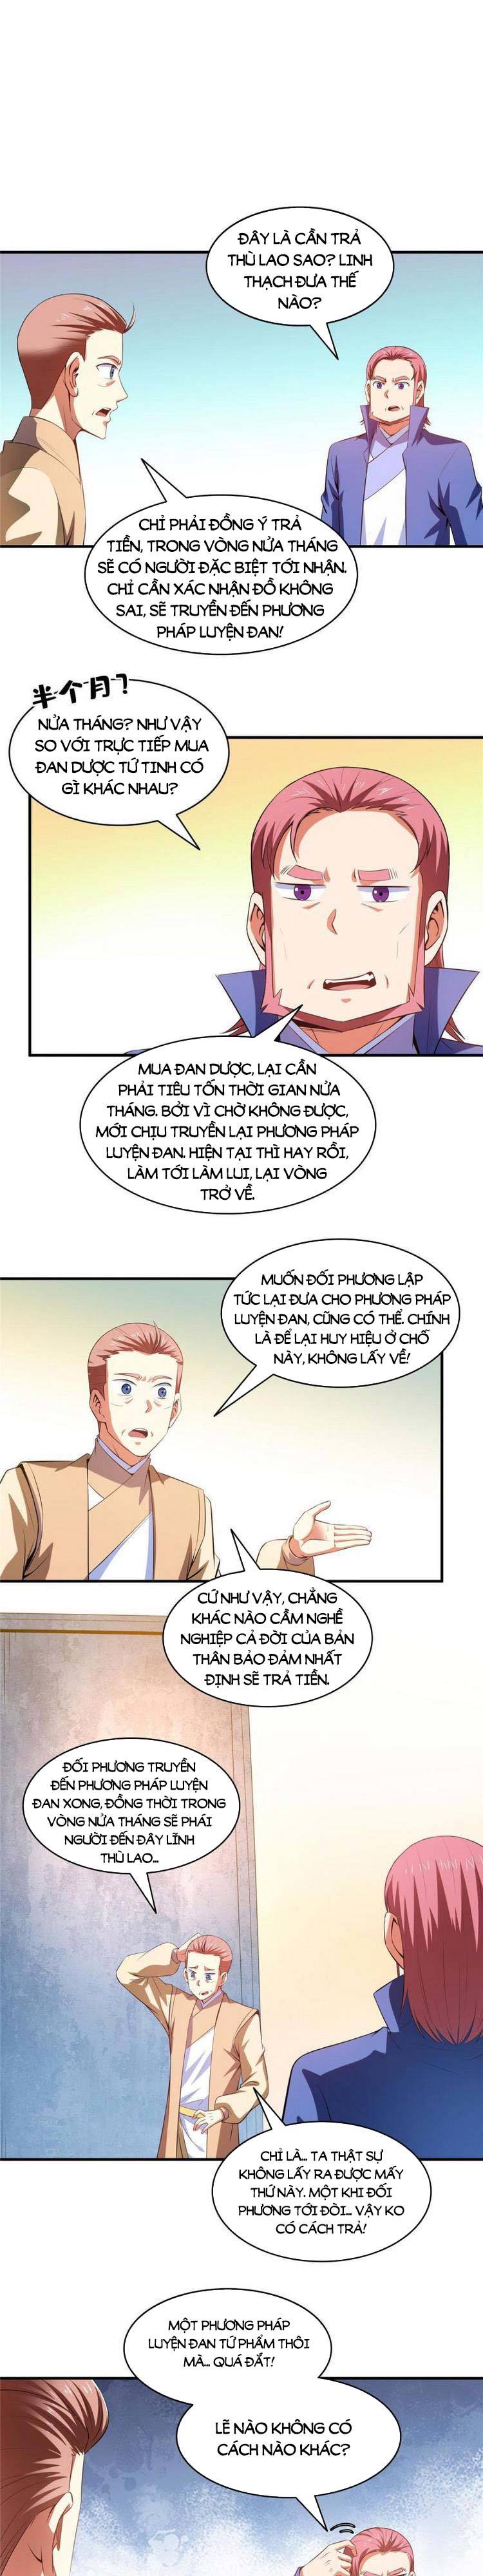 ĐÂY LÀ CẦN TRẢ
THÙ LAO SAO? LINH
THẠCH ĐƯA THẾ
NÀO?
CHỈ PHẢI ĐỒNG Ý TRẢ
TIỀN, TRONG VÒNG NỬA THÁNG
SẼ CÓ NGƯỜI ĐẶC BIỆT TỚI NHẬN.
CHỈ CẦN XÁC NHẬN ĐỒ KHÔNG
SAI, SẼ TRUYỀN ĐẾN PHƯƠNG
PHÁP LUYỆN ĐAN!
半个月?
NỬA THÁNG? NHƯ VẬY
SO VỚI TRỰC TIẾP MUA
ĐAN DƯỢC TỨ TINH CÓ
GÌ KHÁC NHAU?
MUA ĐAN DƯỢC, LẠI CẦN
PHẢI TIÊU TỐN THỜI GIAN NỬA
THÁNG. BỞI VÌ CHỜ KHÔNG ĐƯỢC,
MỚI CHỊU TRUYỀN LẠI PHƯƠNG PHÁP
LUYỆN ĐAN. HIỆN TẠI THÌ HAY RỒI,
LÀM TỚI LÀM LUI, LẠI VÒNG
TRỞ VỀ.
MUỐN ĐỐI PHƯƠNG LẬP
TỨC LẠI ĐƯA CHO PHƯƠNG PHÁP
LUYỆN ĐAN, CŨNG CÓ THỂ. CHÍNH
LÀ ĐỂ LẠI HUY HIỆU Ở CHỖ
NÀY, KHÔNG LẤY VỀ!
CỨ NHƯ VẬY, CHẲNG
KHÁC NÀO CẦM NGHỀ
NGHIỆP CẢ ĐỜI CỦA BẢN
THÂN BẢO ĐẢM NHẤT
ĐỊNH SẼ TRẢ TIỀN.
ĐỐI PHƯƠNG TRUYỀN
ĐẾN PHƯƠNG PHÁP LUYỆN
ĐAN XONG, ĐỒNG THỜI TRONG
VÒNG NỬA THÁNG SẼ PHÁI
NGƯỜI ĐẾN ĐÂY LĨNH
THÙ LAO...
CHỈ LÀ... TA THẬT SỰ
KHÔNG LẤY RA ĐƯỢC MẤY
THỨ NÀY. MỘT KHI ĐỐI
PHƯƠNG TỚI ĐÒI... VẬY KO
CÓ CÁCH TRẢ!
MỘT PHƯƠNG PHÁP
LUYỆN ĐAN TỨ PHẨM THÔI
MÀ... QUÁ ĐẮT!
LẼ NÀO KHÔNG CÓ
CÁCH NÀO KHÁC?